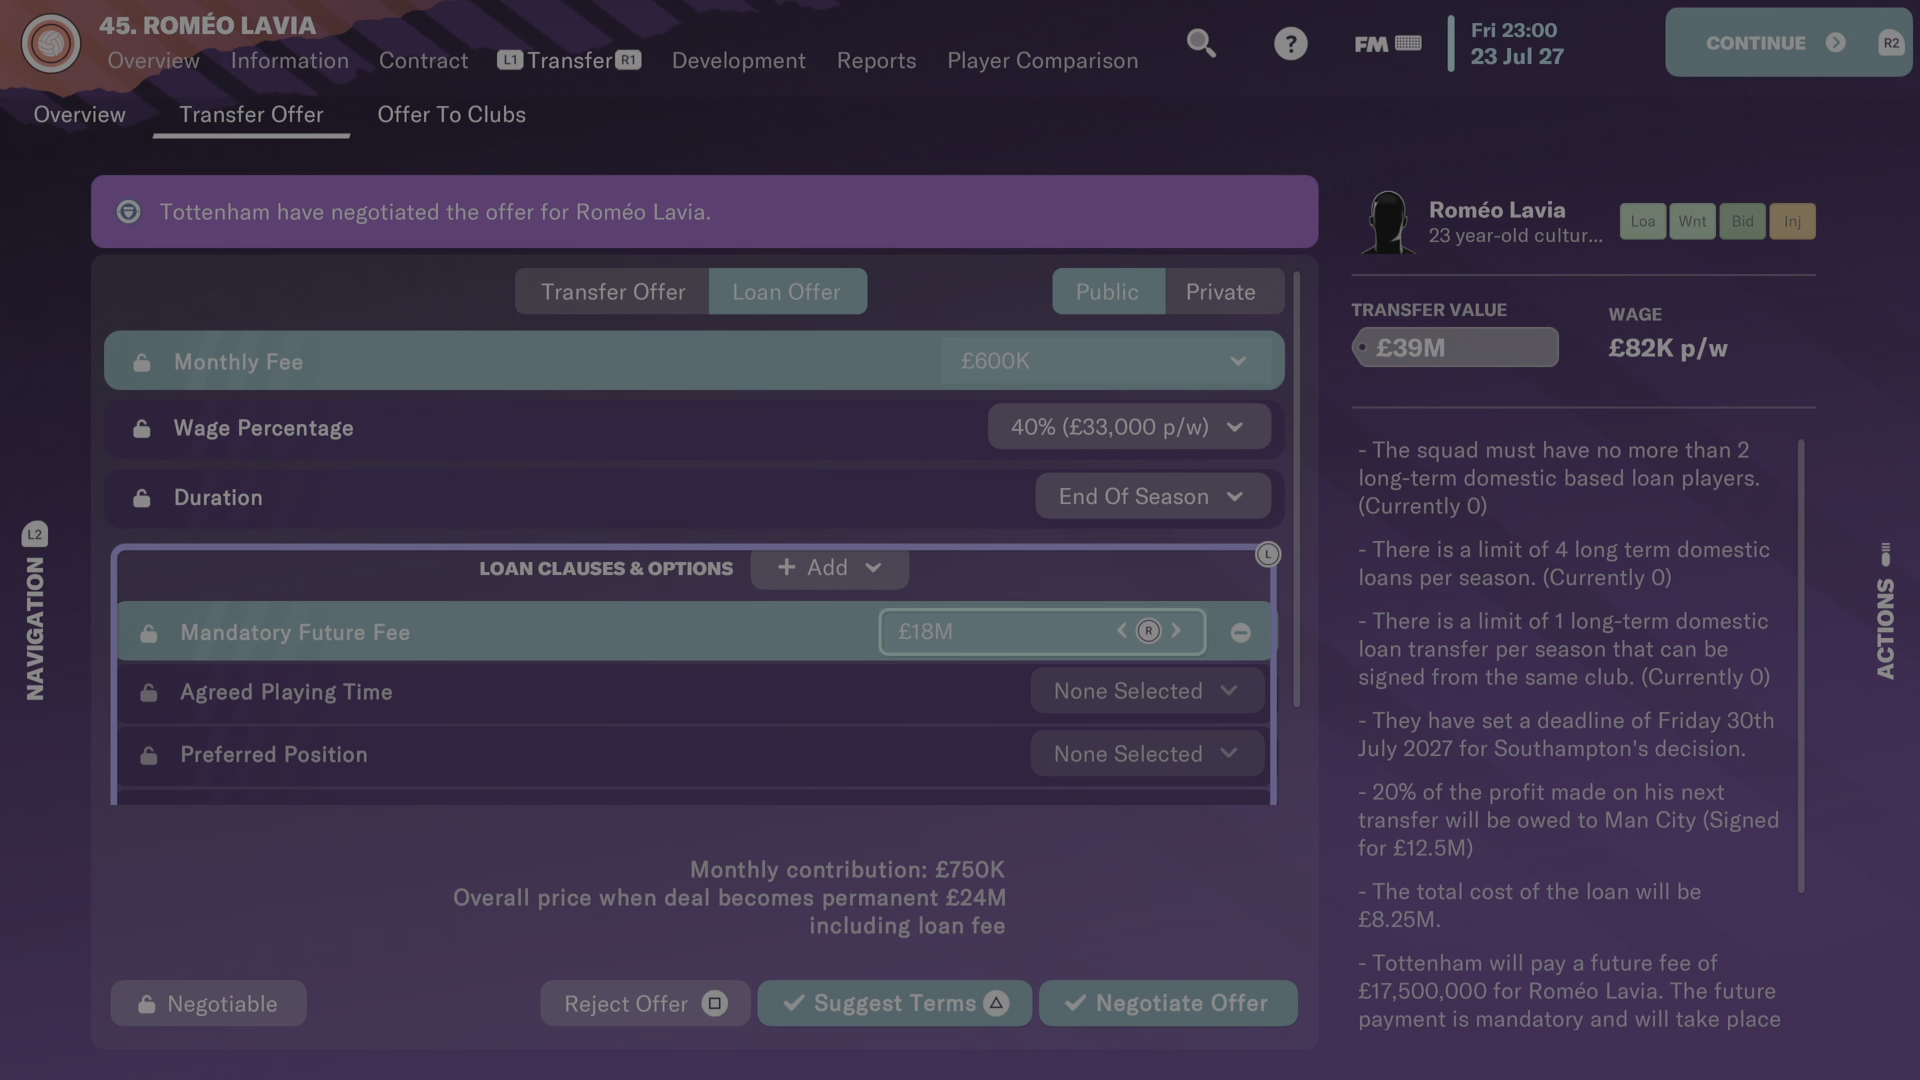 45. ROMÉO LAVIA
Overview
Information
Contract
L1 Transfer R1
Development
Reports
Player Comparison
?
FM
Fri 23:00
23 Jul 27
CONTINUE
R2
Overview
Transfer Offer
Offer To Clubs
Tottenham have negotiated the offer for Roméo Lavia.
Transfer Offer
Loan Offer
Public
Private
Monthly Fee
£600K
Wage Percentage
40% (£33,000 p/w)
Duration
End Of Season
L
LOAN CLAUSES & OPTIONS
+ Add
Mandatory Future Fee
£18M
R
Agreed Playing Time
None Selected
Preferred Position
None Selected
Monthly contribution: £750K
Overall price when deal becomes permanent £24M
including loan fee
Negotiable
Reject Offer
Suggest Terms
Negotiate Offer
L2
NAVIGATION
Roméo Lavia
23 year-old cultur...
Loa
Wnt
Bid
Inj
TRANSFER VALUE
£39M
WAGE
£82K p/w
- The squad must have no more than 2
long-term domestic based loan players.
(Currently 0)
- There is a limit of 4 long term domestic
loans per season. (Currently 0)
- There is a limit of 1 long-term domestic
loan transfer per season that can be
signed from the same club. (Currently 0)
- They have set a deadline of Friday 30th
July 2027 for Southampton's decision.
- 20% of the profit made on his next
transfer will be owed to Man City (Signed
for £12.5M)
- The total cost of the loan will be
£8.25M.
- Tottenham will pay a future fee of
£17,500,000 for Roméo Lavia. The future
payment is mandatory and will take place
ACTIONS